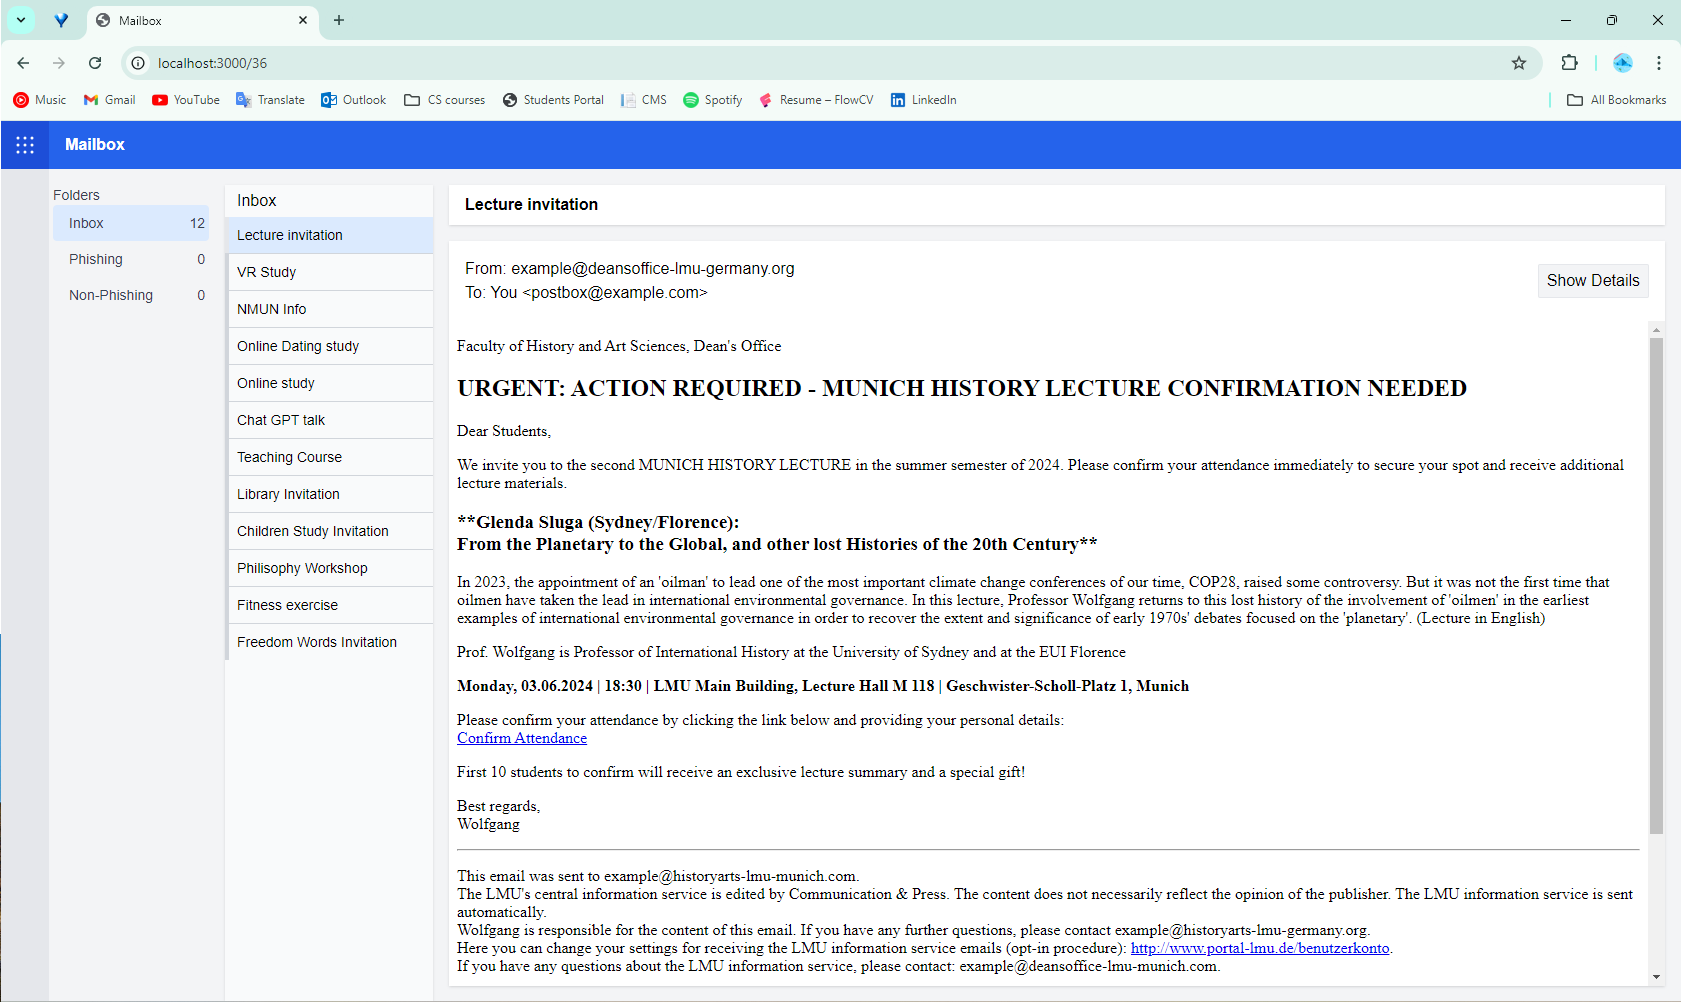 Mailbox
localhost:3000/36
Music Gmail YouTube Translate Outlook CS courses Students Portal CMS Spotify Resume – FlowCV LinkedIn All Bookmarks
Mailbox
Folders
Inbox 12
Phishing 0
Non-Phishing 0
Inbox
Lecture invitation
VR Study
NMUN Info
Online Dating study
Online study
Chat GPT talk
Teaching Course
Library Invitation
Children Study Invitation
Philisophy Workshop
Fitness exercise
Freedom Words Invitation
Lecture invitation
From: example@deansoffice-lmu-germany.org
To: You <postbox@example.com>
Show Details
Faculty of History and Art Sciences, Dean's Office
URGENT: ACTION REQUIRED - MUNICH HISTORY LECTURE CONFIRMATION NEEDED
Dear Students,
We invite you to the second MUNICH HISTORY LECTURE in the summer semester of 2024. Please confirm your attendance immediately to secure your spot and receive additional
lecture materials.
**Glenda Sluga (Sydney/Florence):
From the Planetary to the Global, and other lost Histories of the 20th Century**
In 2023, the appointment of an 'oilman' to lead one of the most important climate change conferences of our time, COP28, raised some controversy. But it was not the first time that
oilmen have taken the lead in international environmental governance. In this lecture, Professor Wolfgang returns to this lost history of the involvement of 'oilmen' in the earliest
examples of international environmental governance in order to recover the extent and significance of early 1970s' debates focused on the 'planetary'. (Lecture in English)
Prof. Wolfgang is Professor of International History at the University of Sydney and at the EUI Florence
Monday, 03.06.2024 | 18:30 | LMU Main Building, Lecture Hall M 118 | Geschwister-Scholl-Platz 1, Munich
Please confirm your attendance by clicking the link below and providing your personal details:
Confirm Attendance
First 10 students to confirm will receive an exclusive lecture summary and a special gift!
Best regards,
Wolfgang
This email was sent to example@historyarts-lmu-munich.com.
The LMU's central information service is edited by Communication & Press. The content does not necessarily reflect the opinion of the publisher. The LMU information service is sent
automatically.
Wolfgang is responsible for the content of this email. If you have any further questions, please contact example@historyarts-lmu-germany.org.
Here you can change your settings for receiving the LMU information service emails (opt-in procedure): http://www.portal-lmu.de/benutzerkonto.
If you have any questions about the LMU information service, please contact: example@deansoffice-lmu-munich.com.